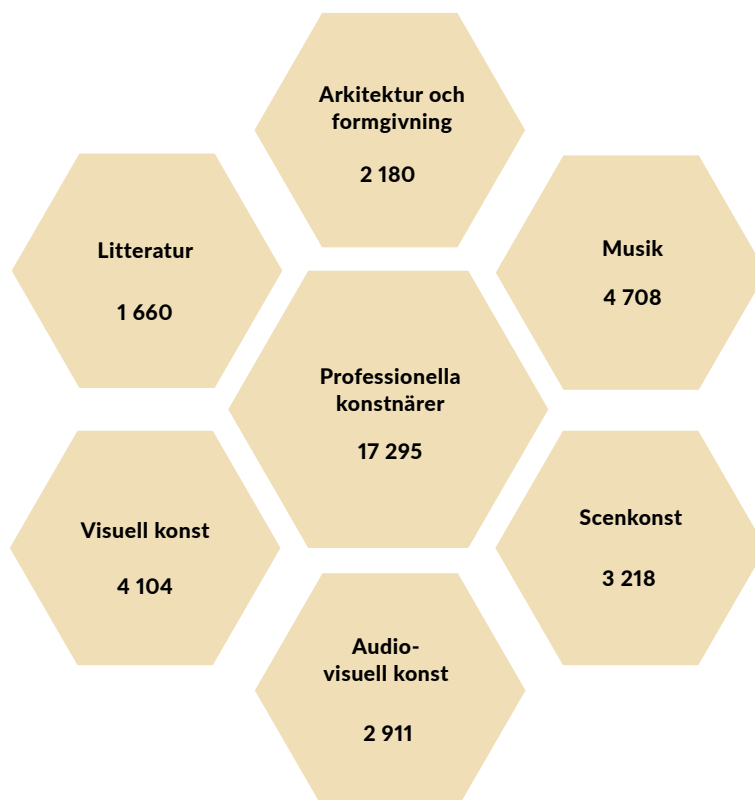 Arkitektur och
formgivning
2 180
Litteratur
1 660
Musik
4 708
Professionella
konstnärer
17 295
Visuell konst
4 104
Scenkonst
3 218
Audio-
visuell konst
2 911